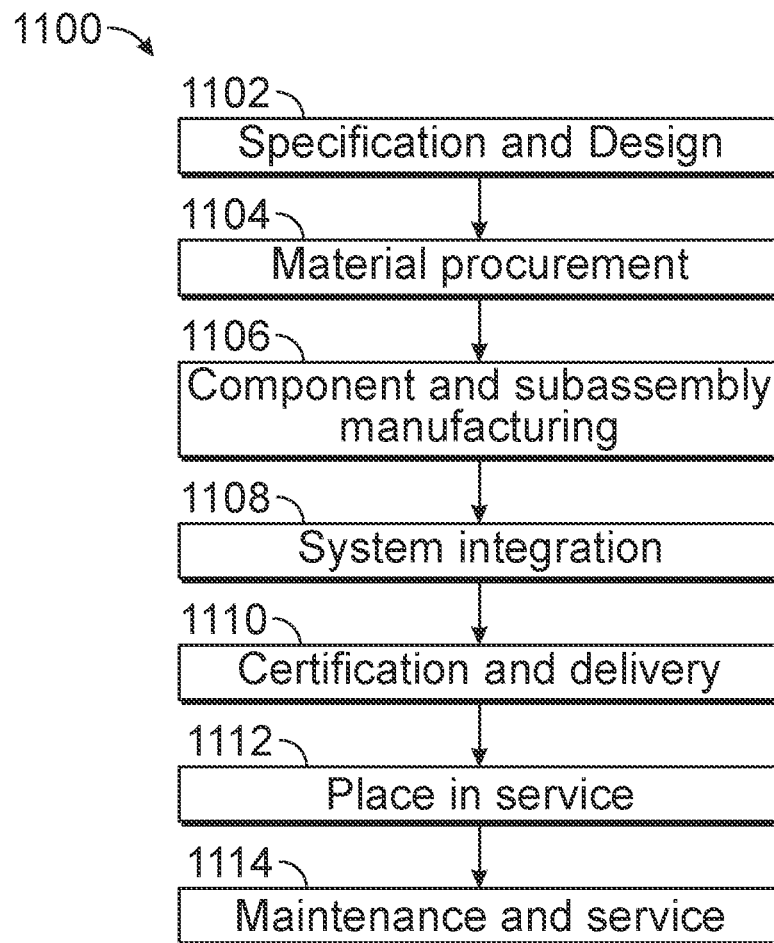 1100
1102
Specification and Design
1104
Material procurement
1106
Component and subassembly
manufacturing
1108
System integration
1110
Certification and delivery
1112
Place in service
1114
Maintenance and service